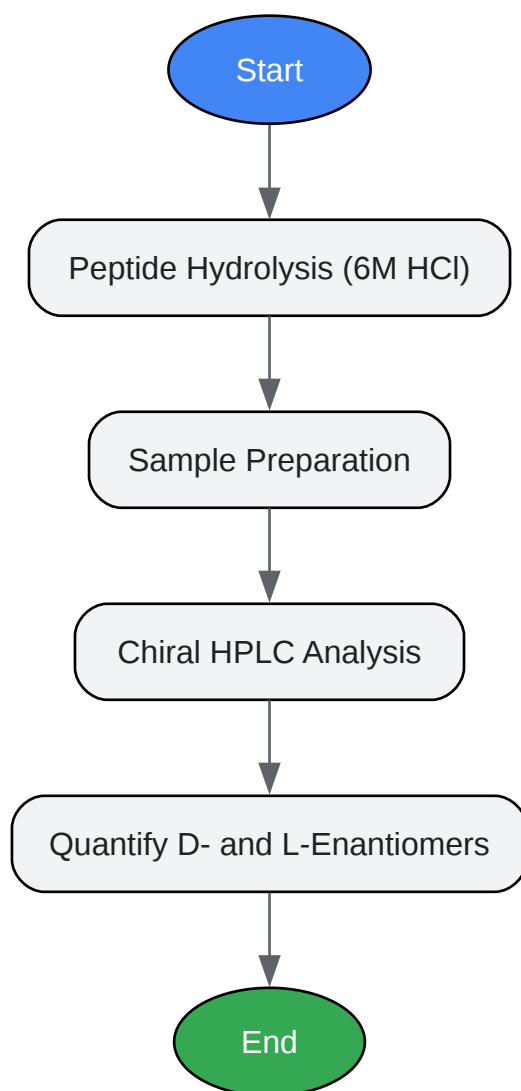 Start
Peptide Hydrolysis (6M HCl)
Sample Preparation
Chiral HPLC Analysis
Quantify D- and L-Enantiomers
End